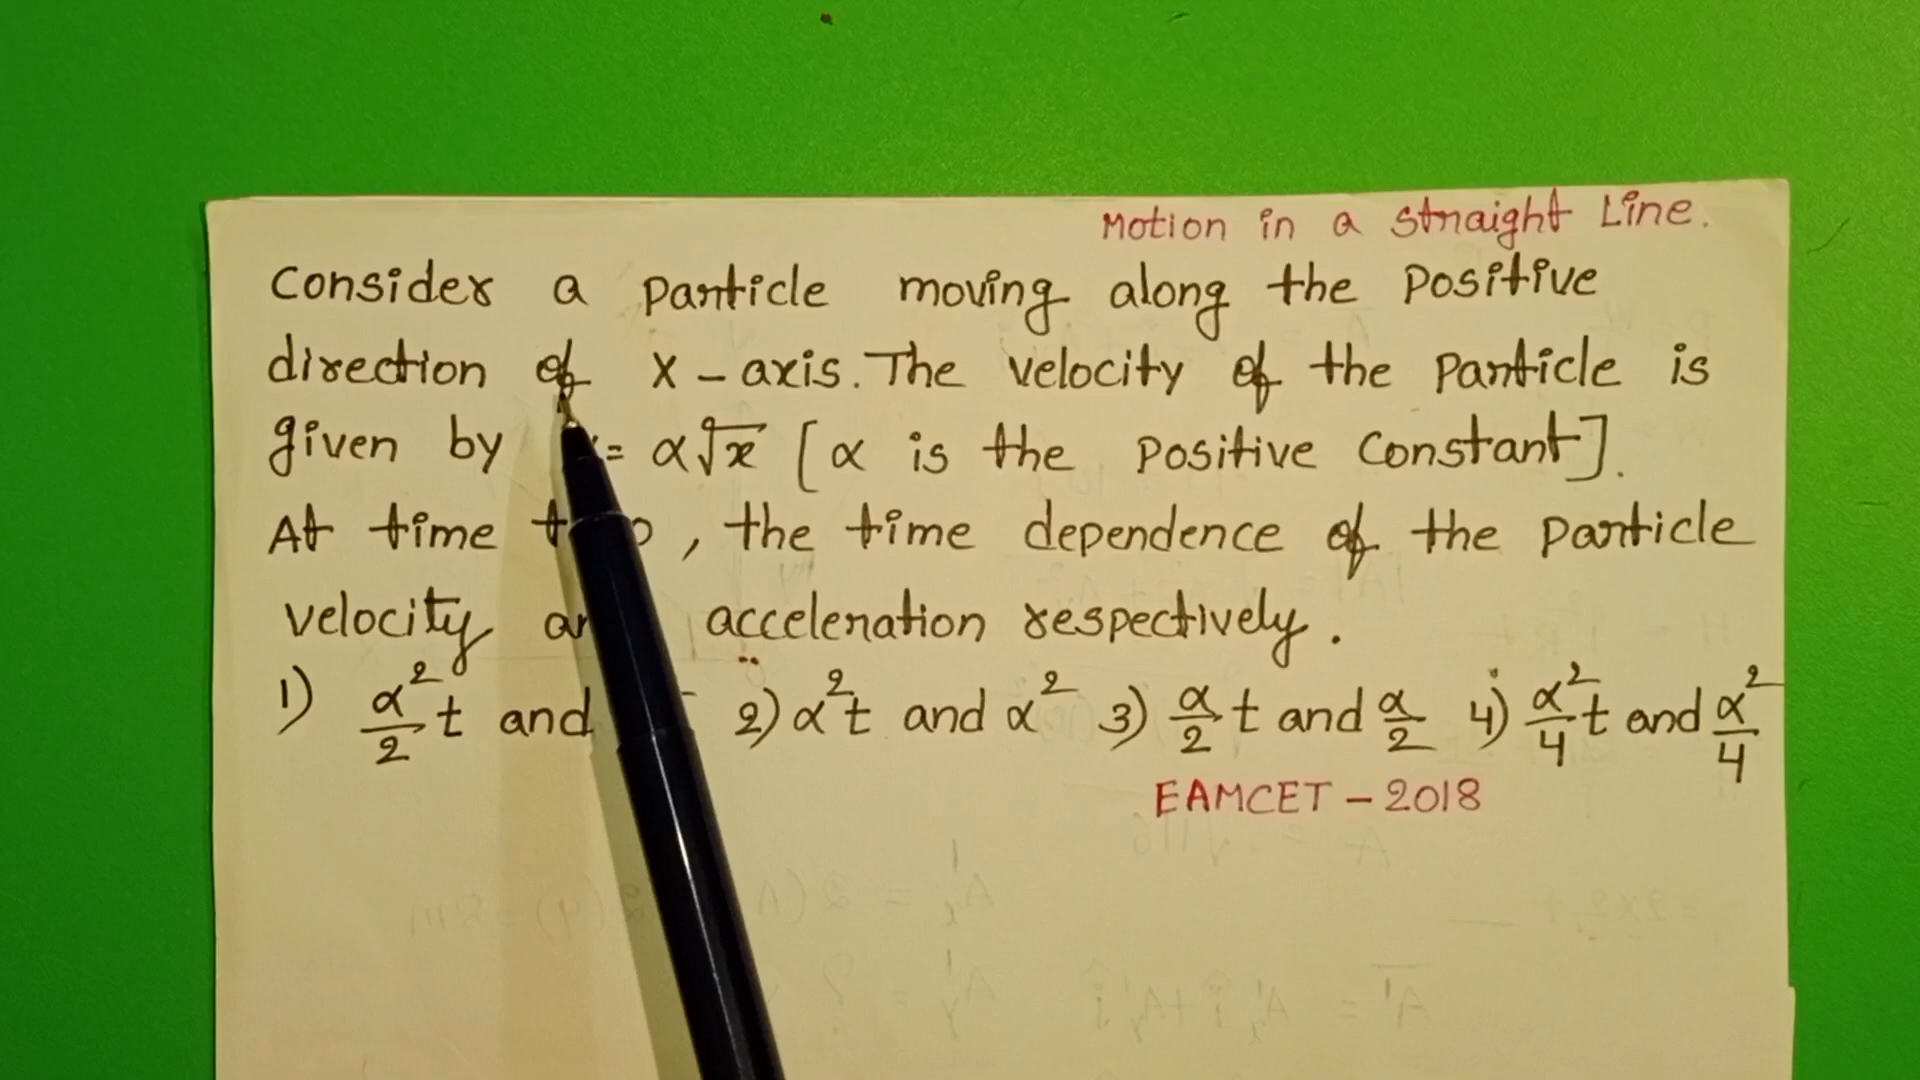 Motion in a Straight Line.
Consider a particle moving along the positive
direction of X-axis. The velocity of the particle is
given by = α√x [α is the positive constant].
At time t 0, the time dependence of the particle
velocity acceleration respectively.
1) α²/2 t and 2) α²t and α² 3) α/2 t and α/2 4) α²/4 t and α²/4
EAMCET - 2018